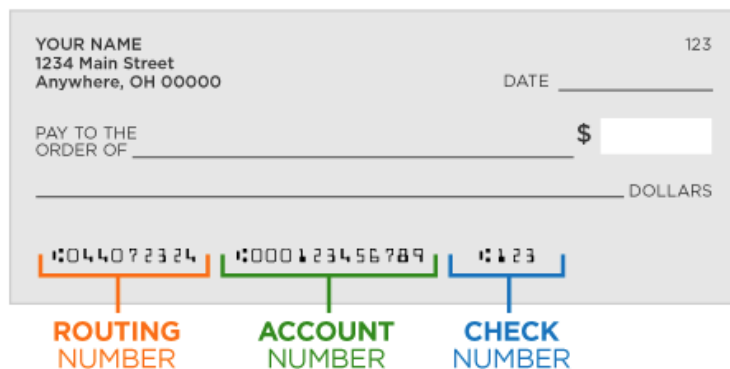 YOUR NAME 123
1234 Main Street
Anywhere, OH 00000
DATE
PAY TO THE
ORDER OF
$
DOLLARS
⑆044072324 ⑆000123456789 ⑆123
ROUTING ACCOUNT CHECK
NUMBER NUMBER NUMBER